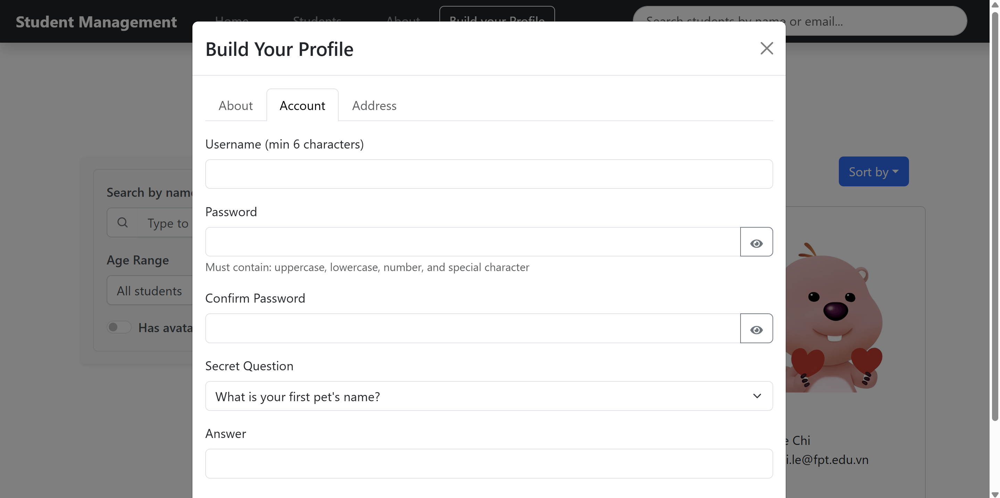 Student Management
Home Students About Build your Profile
Search students by name or email...
Build Your Profile
About Account Address
Username (min 6 characters)
Password
Must contain: uppercase, lowercase, number, and special character
Confirm Password
Secret Question
What is your first pet's name?
Answer
Search by name
Type to
Age Range
All students
Has avata
Sort by
e Chi
i.le@fpt.edu.vn